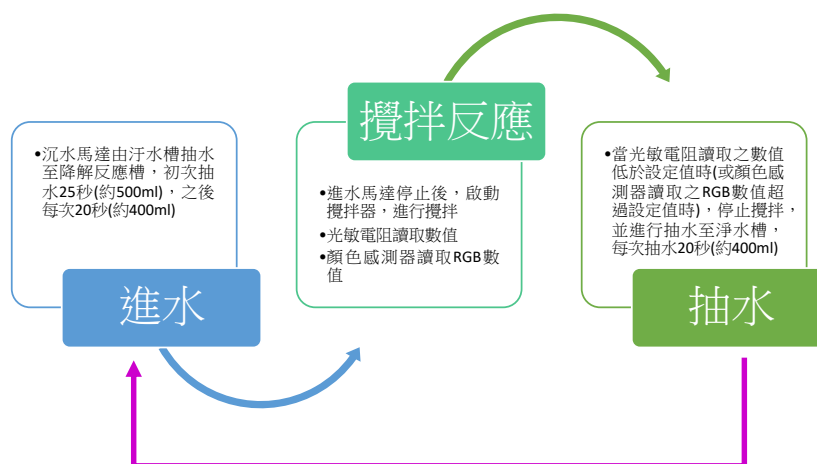 •沉水馬達由汙水槽抽水
至降解反應槽，初次抽
水25秒(約500ml)，之後
每次20秒(約400ml)
進水
攪拌反應
•進水馬達停止後，啟動
攪拌器，進行攪拌
•光敏電阻讀取數值
•顏色感測器讀取RGB數
值
•當光敏電阻讀取之數值
低於設定值時(或顏色感
測器讀取之RGB數值超
過設定值時)，停止攪拌，
並進行抽水至淨水槽，
每次抽水20秒(約400ml)
抽水